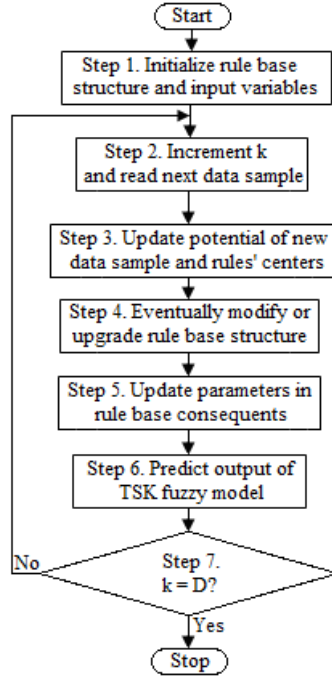 Start
Step 1. Initialize rule base
structure and input variables
Step 2. Increment k
and read next data sample
Step 3. Update potential of new
data sample and rules' centers
Step 4. Eventually modify or
upgrade rule base structure
Step 5. Update parameters in
rule base consequents
Step 6. Predict output of
TSK fuzzy model
No
Step 7.
k = D?
Yes
Stop